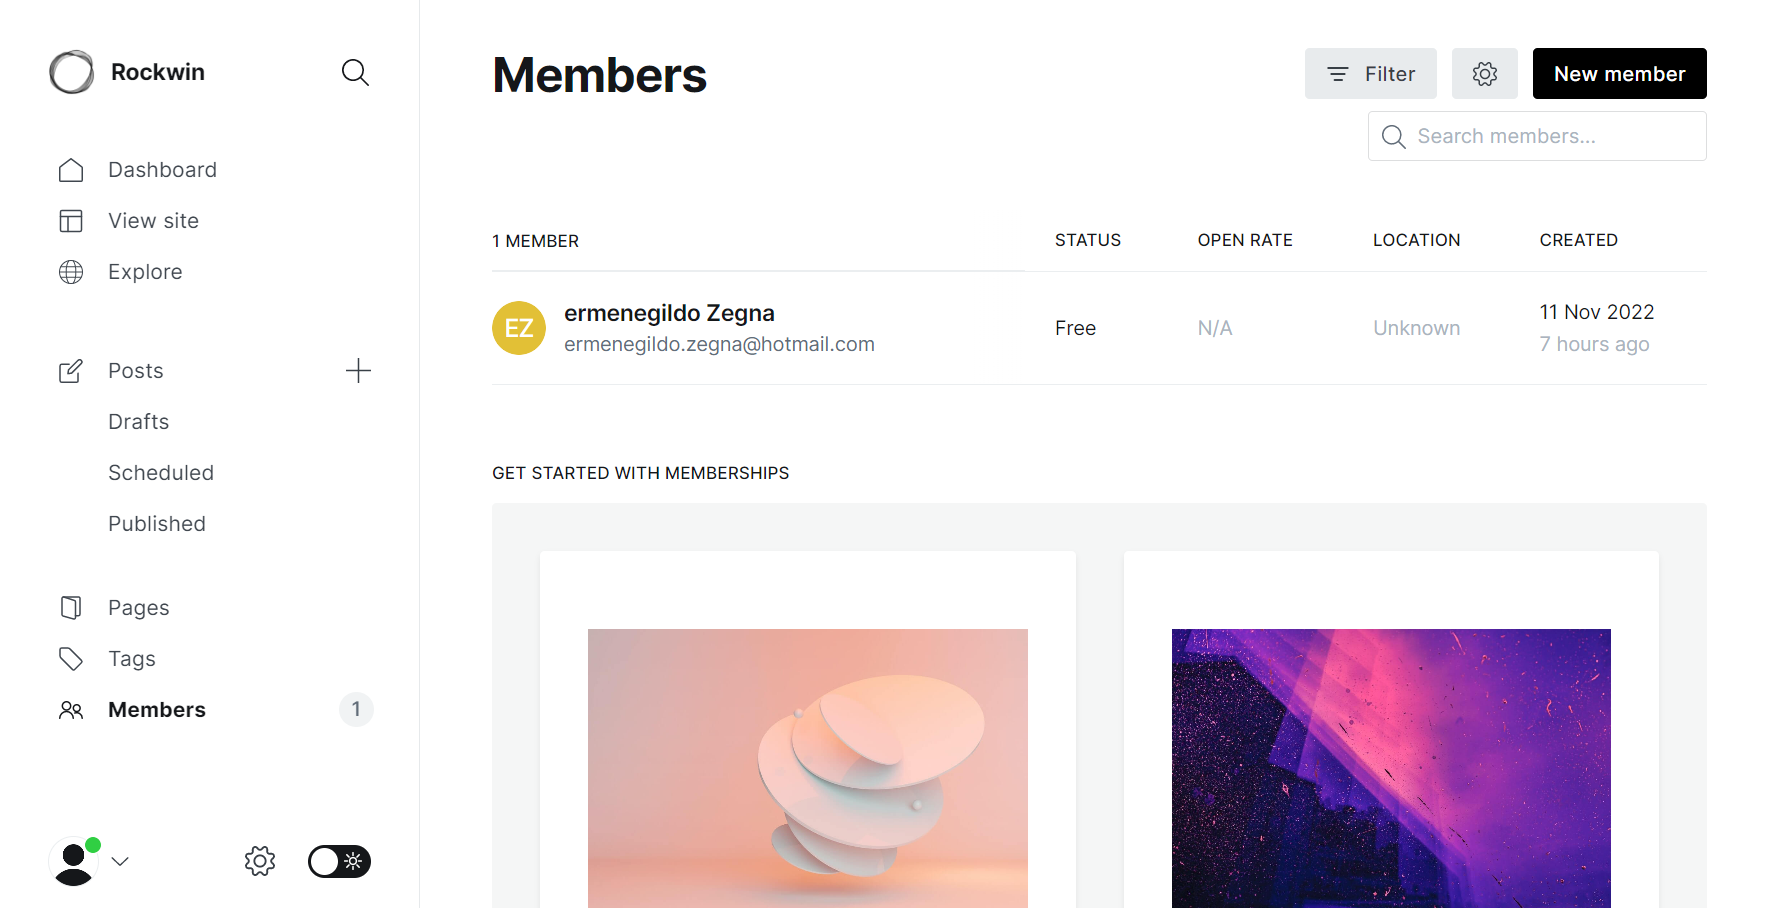 Rockwin
Dashboard
View site
Explore
Posts
Drafts
Scheduled
Published
Pages
Tags
Members 1
Members
Filter
New member
Search members...
1 MEMBER STATUS OPEN RATE LOCATION CREATED
EZ
ermenegildo Zegna
ermenegildo.zegna@hotmail.com
Free
N/A
Unknown
11 Nov 2022
7 hours ago
GET STARTED WITH MEMBERSHIPS